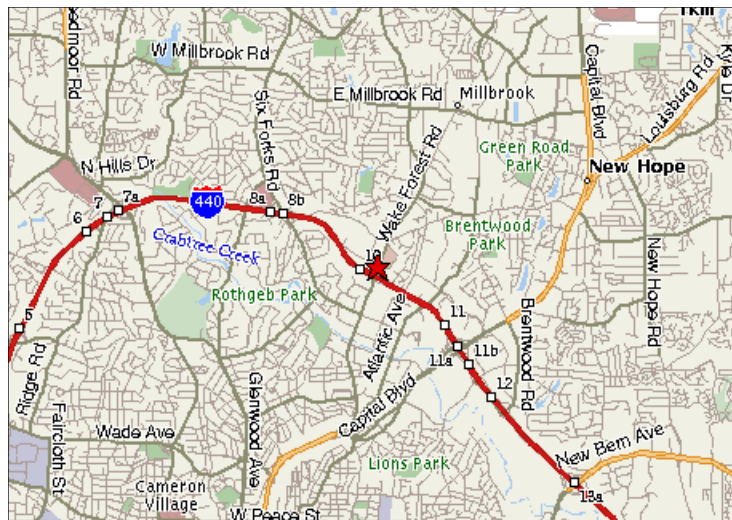 1km
W Millbrook Rd
Capital Blvd
Kyle Dr
Louisburg Rd
E Millbrook Rd
Millbrook
Six Forks Rd
Wake Forest Rd
Green Road
Park
New Hope
N Hills Dr
7a
7
6
440
8a
8b
Crabtree Creek
Brentwood
Park
10
New Hope Rd
Rothgeb Park
Atlantic Ave
11
Brentwood Rd
5
Ridge Rd
11a
11b
12
Glenwood Ave
Capital Blvd
Faircloth St
Wade Ave
New Bern Ave
Lions Park
Cameron
Village
13a
W Peace St